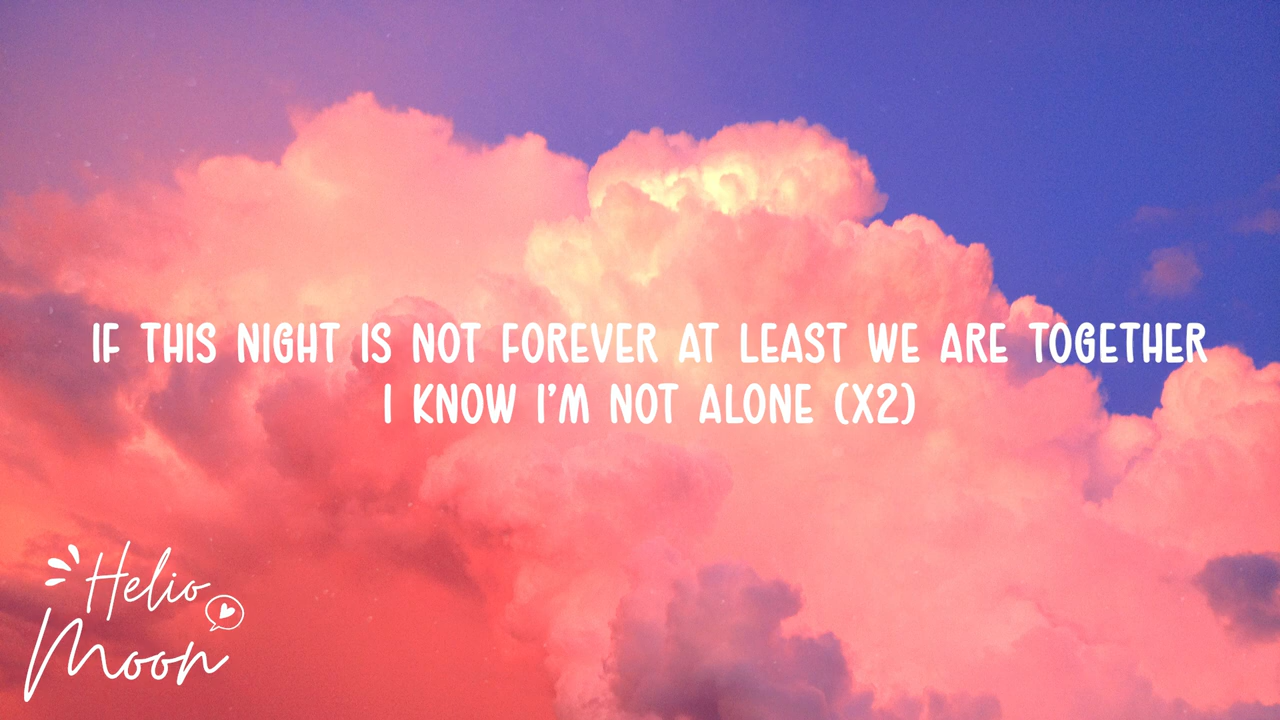 IF THIS NIGHT IS NOT FOREVER AT LEAST WE ARE TOGETHER
I KNOW I'M NOT ALONE (X2)
Helio
Moon